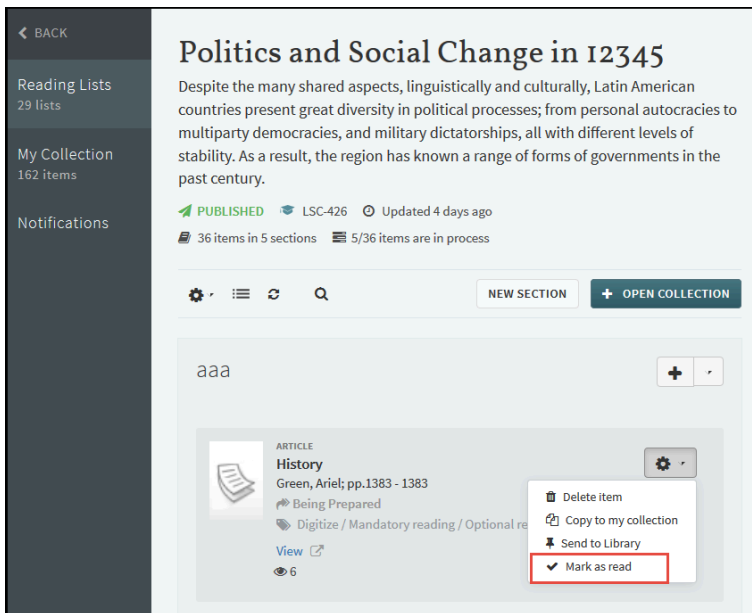 BACK
Reading Lists
29 lists
My Collection
162 items
Notifications
Politics and Social Change in 12345
Despite the many shared aspects, linguistically and culturally, Latin American
countries present great diversity in political processes; from personal autocracies to
multiparty democracies, and military dictatorships, all with different levels of
stability. As a result, the region has known a range of forms of governments in the
past century.
PUBLISHED LSC-426 Updated 4 days ago
36 items in 5 sections 5/36 items are in process
NEW SECTION + OPEN COLLECTION
aaa
ARTICLE
History
Green, Ariel; pp.1383 - 1383
Being Prepared
Digitize / Mandatory reading / Optional re
View
6
Delete item
Copy to my collection
Send to Library
Mark as read